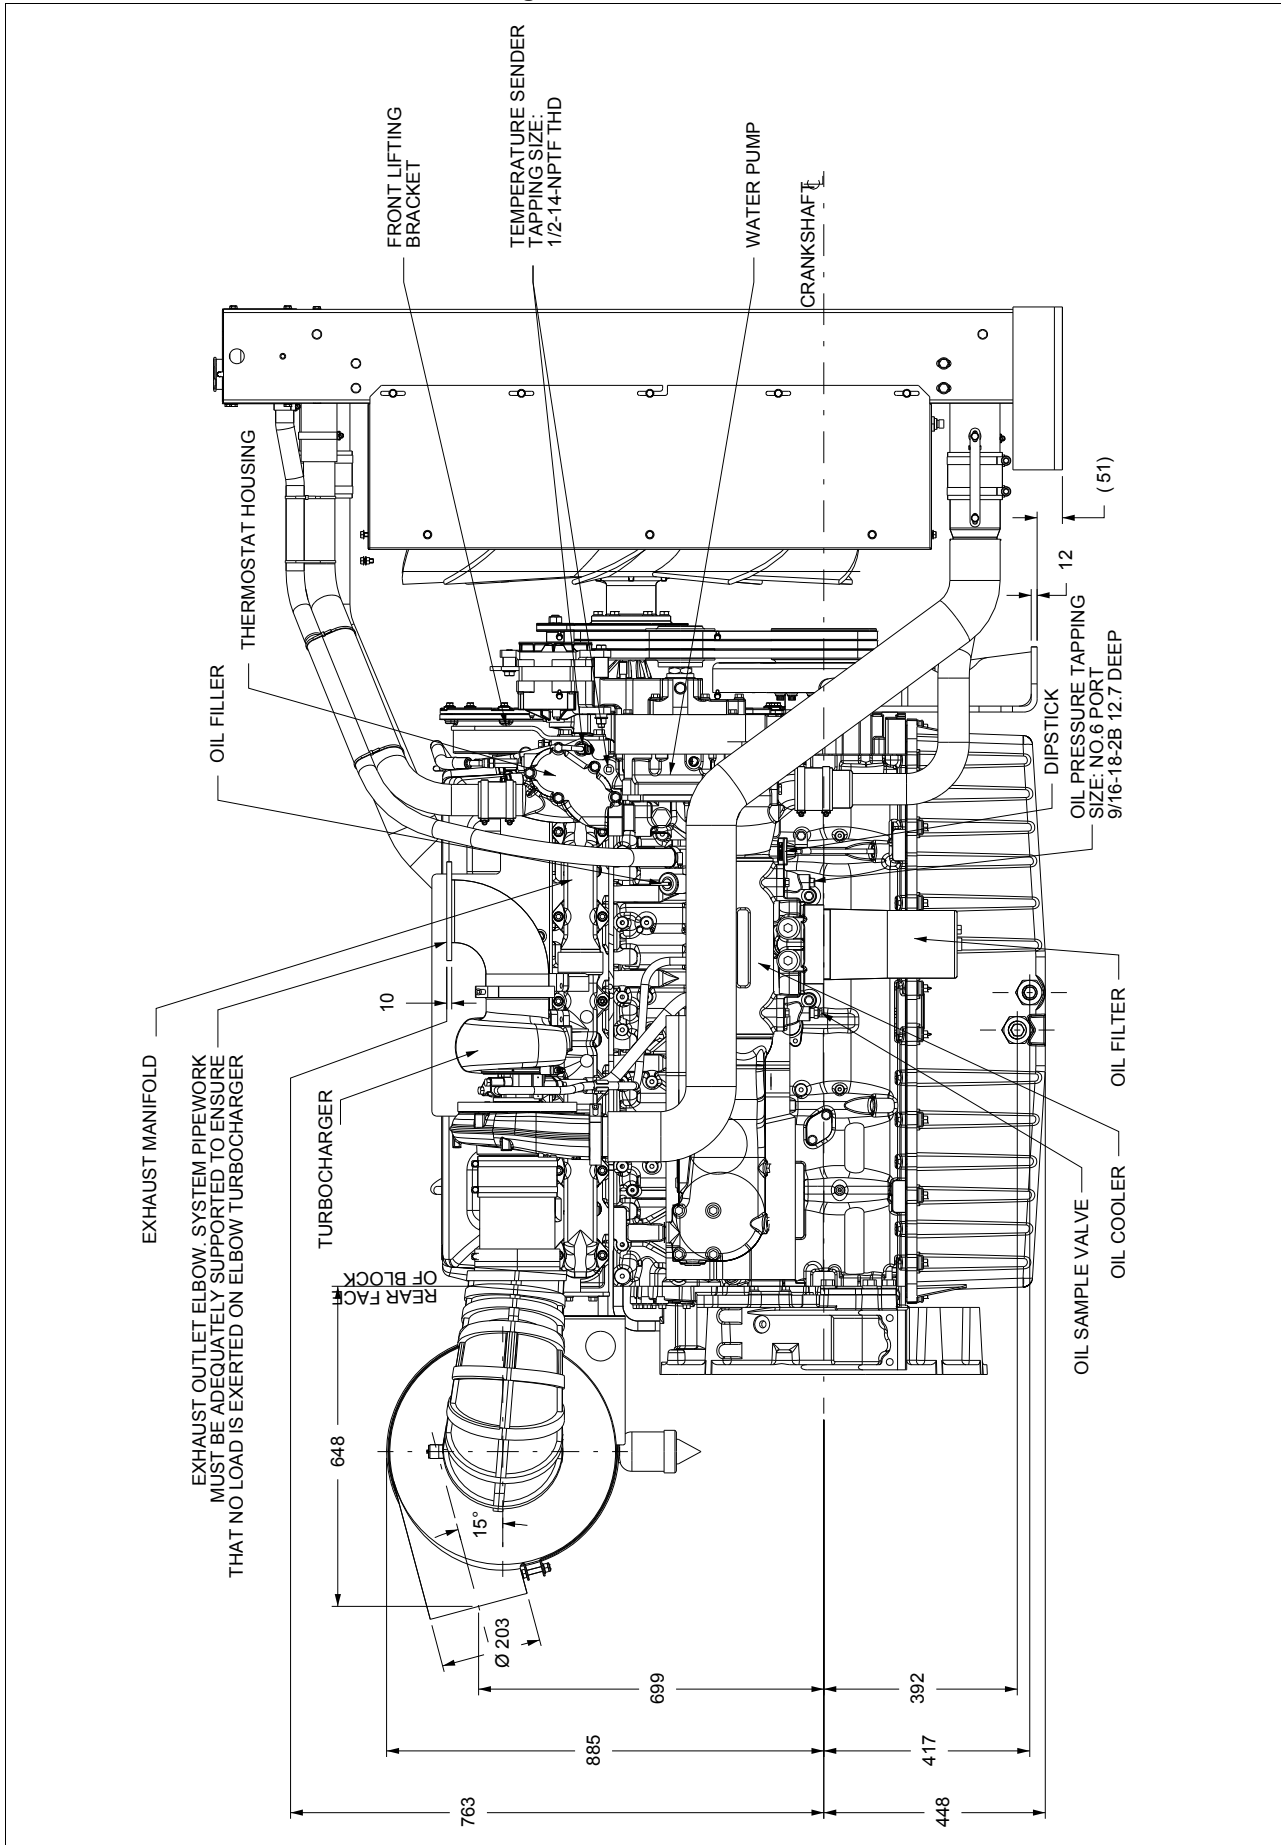 FRONT LIFTING
BRACKET
TEMPERATURE SENDER
TAPPING SIZE:
1/2-14-NPTF THD
WATER PUMP
CRANKSHAFT
THERMOSTAT HOUSING
OIL FILLER
(51)
12
DIPSTICK
OIL PRESSURE TAPPING
SIZE: NO.6 PORT
9/16-18-2B 12.7 DEEP
EXHAUST MANIFOLD
EXHAUST OUTLET ELBOW. SYSTEM PIPEWORK
MUST BE ADEQUATELY SUPPORTED TO ENSURE
THAT NO LOAD IS EXERTED ON ELBOW TURBOCHARGER
10
TURBOCHARGER
OIL FILTER
OIL COOLER
OIL SAMPLE VALVE
REAR FACE
OF BLOCK
648
15°
Ø 203
699
392
885
417
763
448